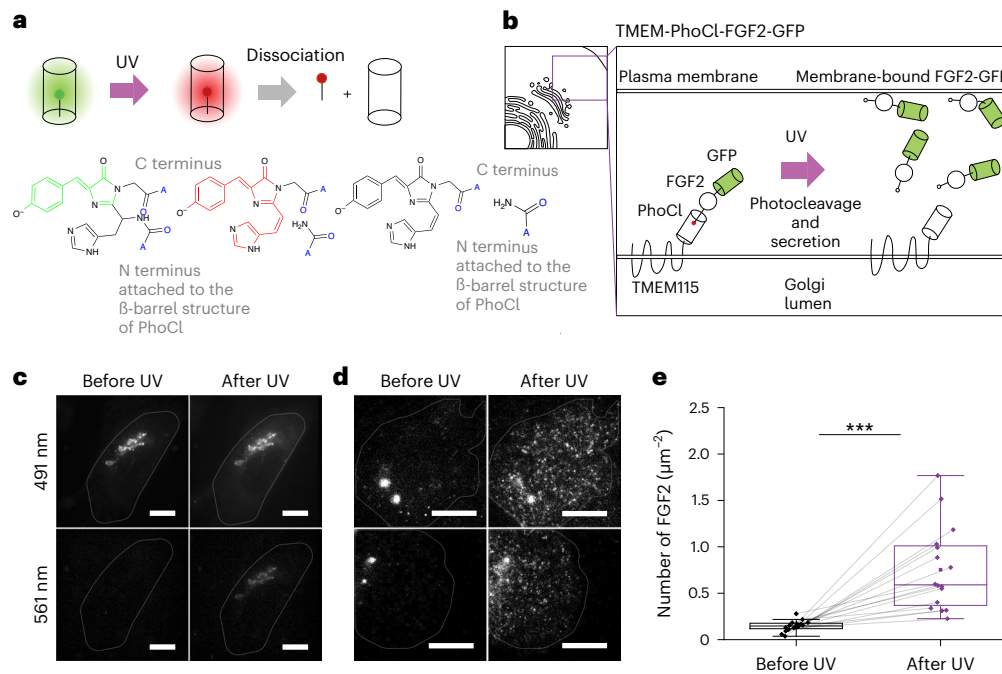 a
UV
Dissociation
+
C terminus
C terminus
O
N
A
O
O⁻
NH
N
NH
O
A
O
N
A
O
O⁻
N
H₂N
O
N
NH
A
O
N
A
O
O⁻
N
N
NH
H₂N
O
A
N terminus
attached to the
ß-barrel structure
of PhoCl
N terminus
attached to the
ß-barrel structure
of PhoCl
b
TMEM-PhoCl-FGF2-GFP
Plasma membrane
Membrane-bound FGF2-GFP
UV
GFP
FGF2
PhoCl
Photocleavage
and
secretion
TMEM115
Golgi
lumen
c
Before UV
After UV
491 nm
561 nm
d
Before UV
After UV
e
Number of FGF2 (µm⁻²)
2.5
2.0
1.5
1.0
0.5
0
***
Before UV
After UV